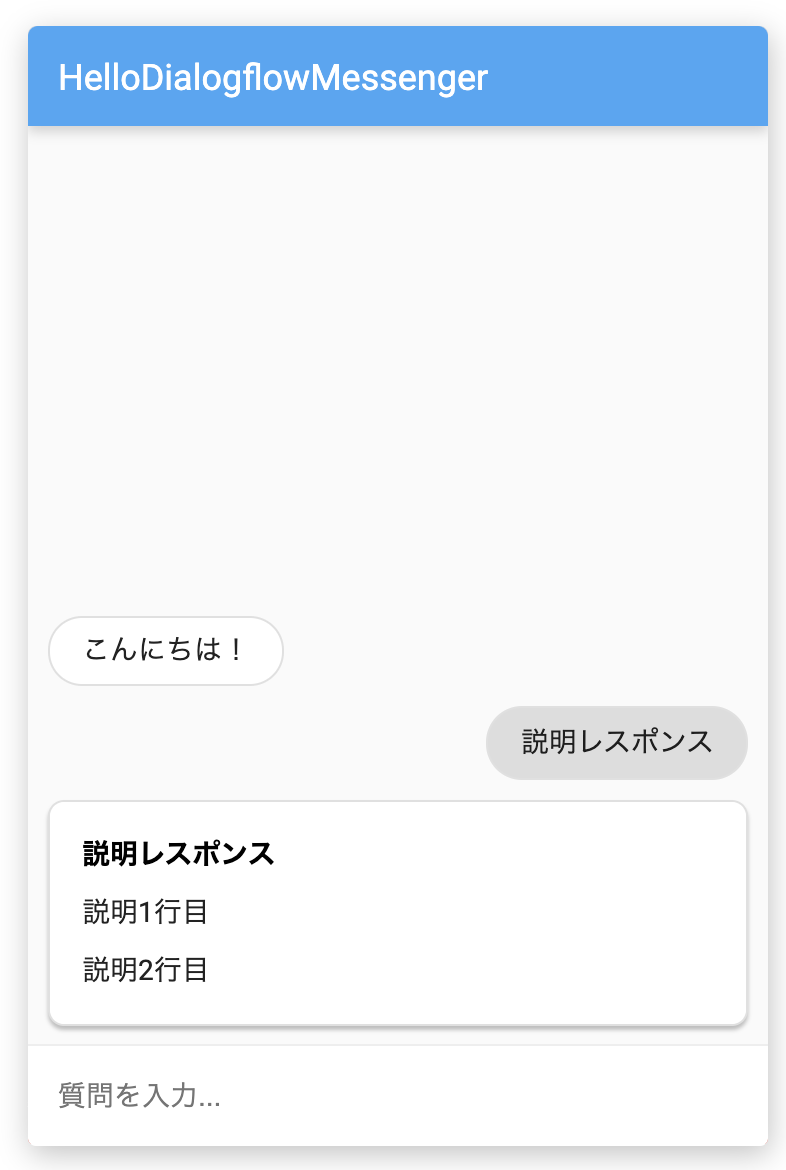 HelloDialogflowMessenger
こんにちは！
説明レスポンス
説明レスポンス
説明1行目
説明2行目
質問を入力...